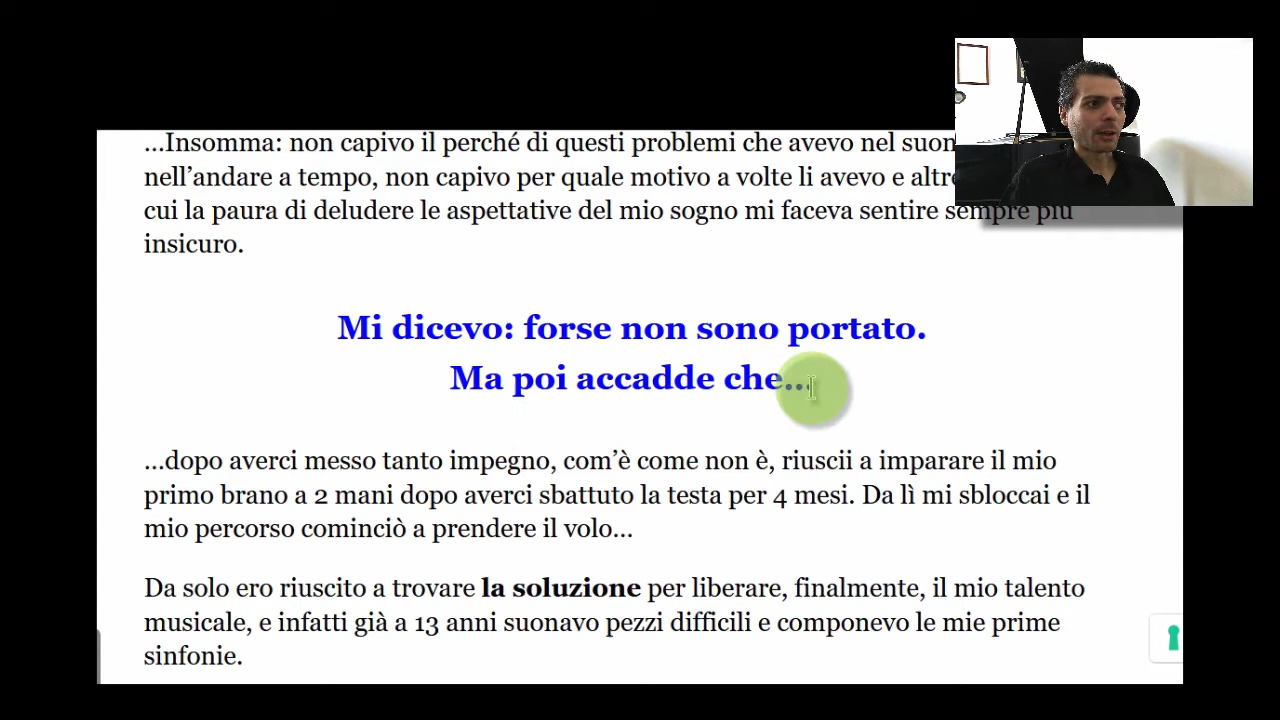 ...Insomma: non capivo il perché di questi problemi che avevo nel
nell’andare a tempo, non capivo per quale motivo a volte li avevo e
cui la paura di deludere le aspettative del mio sogno mi faceva sentire sempre più
insicuro.
Mi dicevo: forse non sono portato.
Ma poi accadde che...
...dopo averci messo tanto impegno, com’è come non è, riuscii a imparare il mio
primo brano a 2 mani dopo averci sbattuto la testa per 4 mesi. Da lì mi sbloccai e il
mio percorso cominciò a prendere il volo...
Da solo ero riuscito a trovare la soluzione per liberare, finalmente, il mio talento
musicale, e infatti già a 13 anni suonavo pezzi difficili e componevo le mie prime
sinfonie.